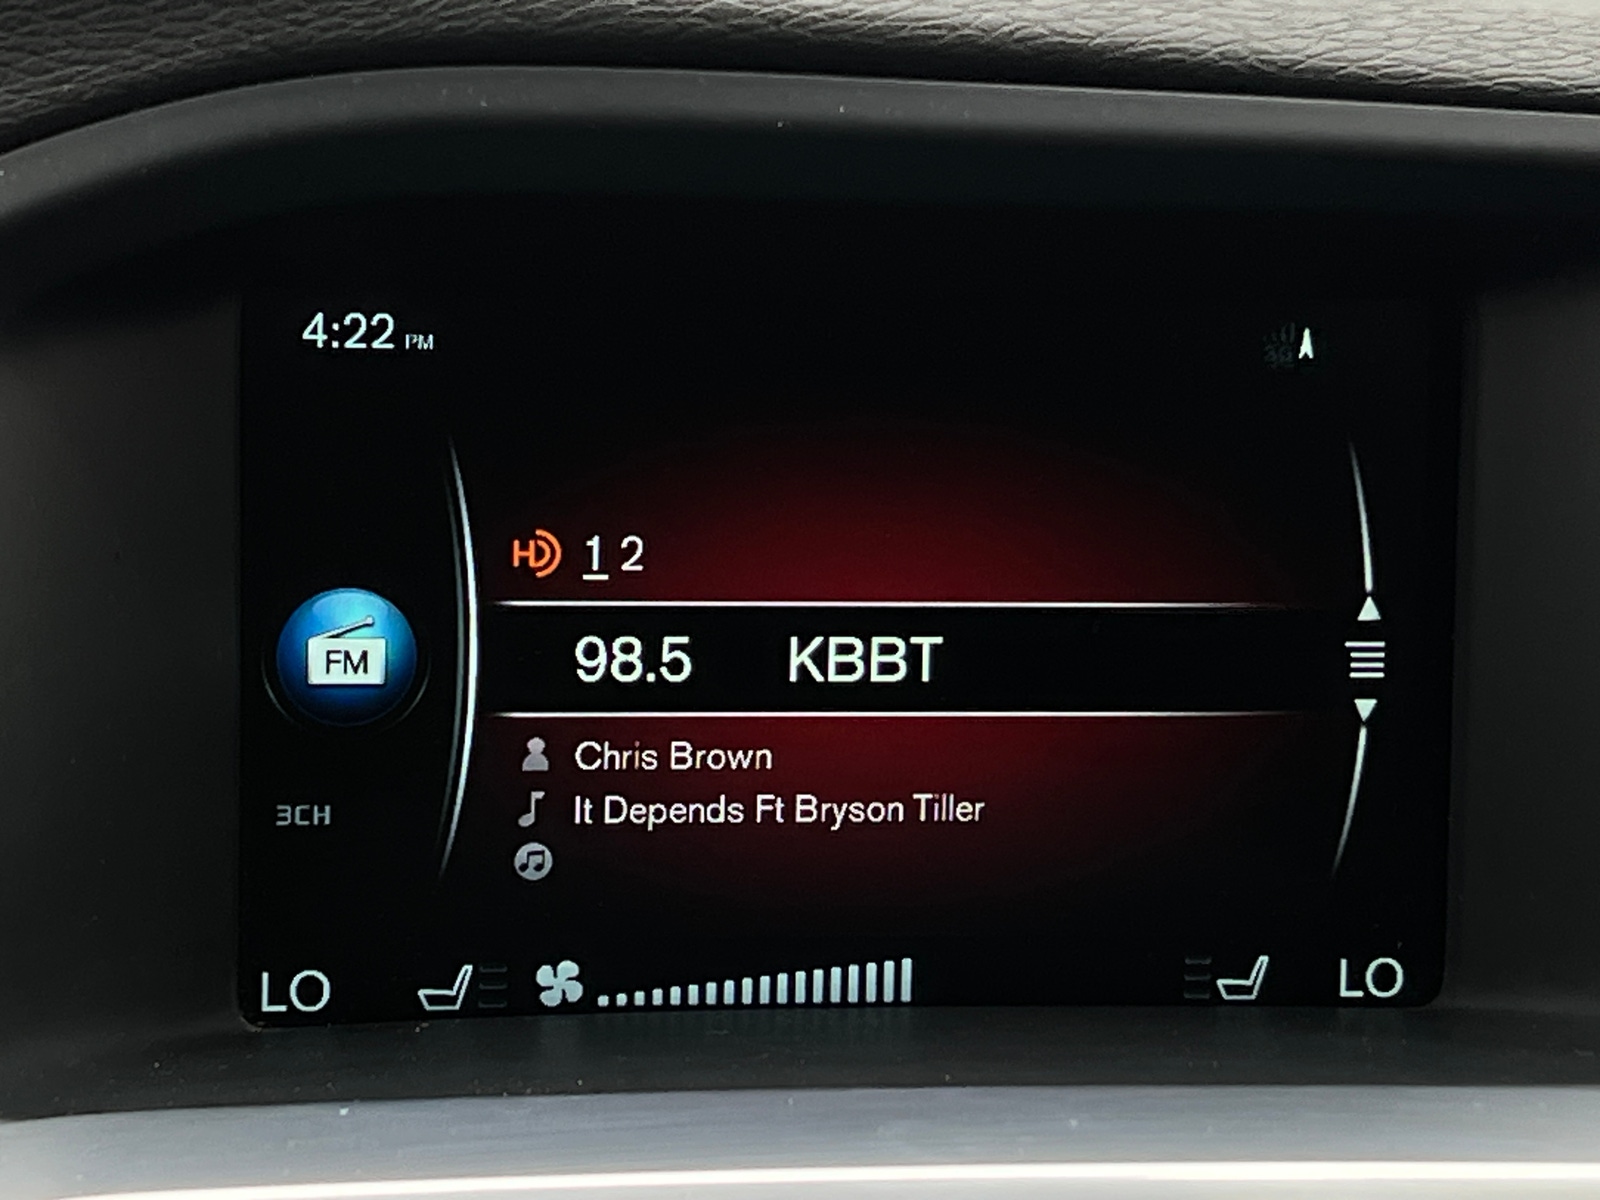 4:22 PM
3G
HD 1 2
98.5 KBBT
FM
Chris Brown
It Depends Ft Bryson Tiller
3CH
LO LO